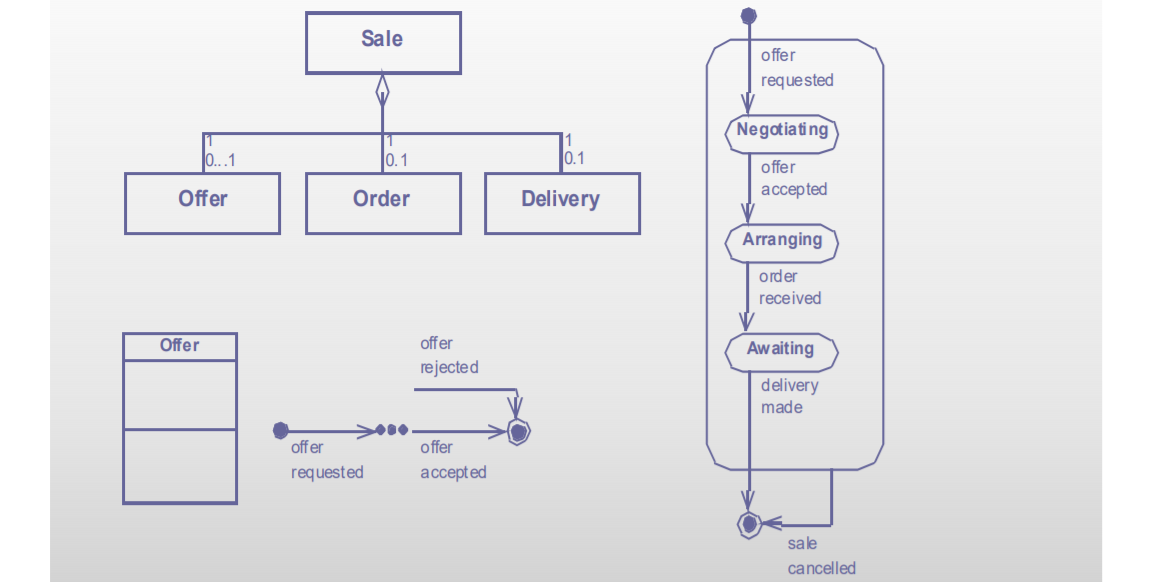 Sale
1
0...1
1
0.1
1
0.1
Offer
Order
Delivery
Offer
offer
requested
offer
rejected
offer
accepted
offer
requested
Negotiating
offer
accepted
Arranging
order
received
Awaiting
delivery
made
sale
cancelled